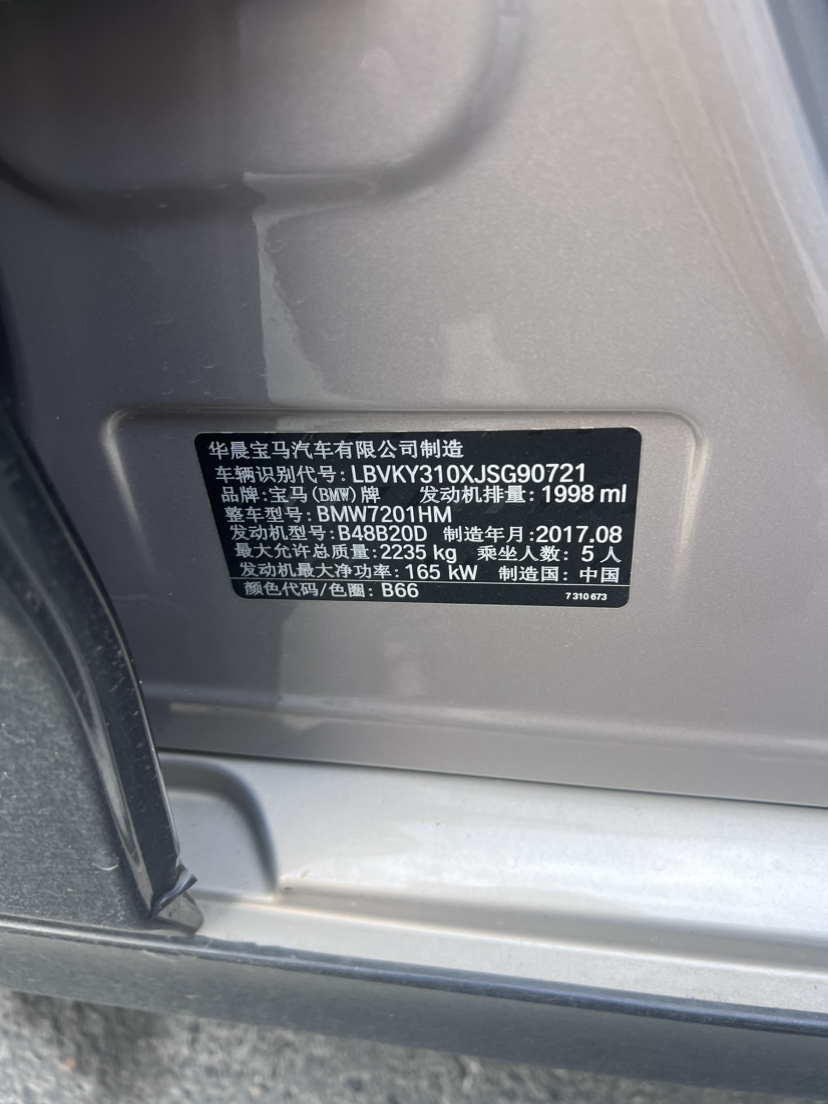 华晨宝马汽车有限公司制造
车辆识别代号:LBVKY310XJSG90721
品牌:宝马(BMW)牌 发动机排量:1998 ml
整车型号:BMW7201HM
发动机型号:B48B20D 制造年月:2017.08
最大允许总质量:2235 kg 乘坐人数: 5 人
发动机最大净功率:165 kW 制造国: 中国
颜色代码/色圈: B66 7 310 673